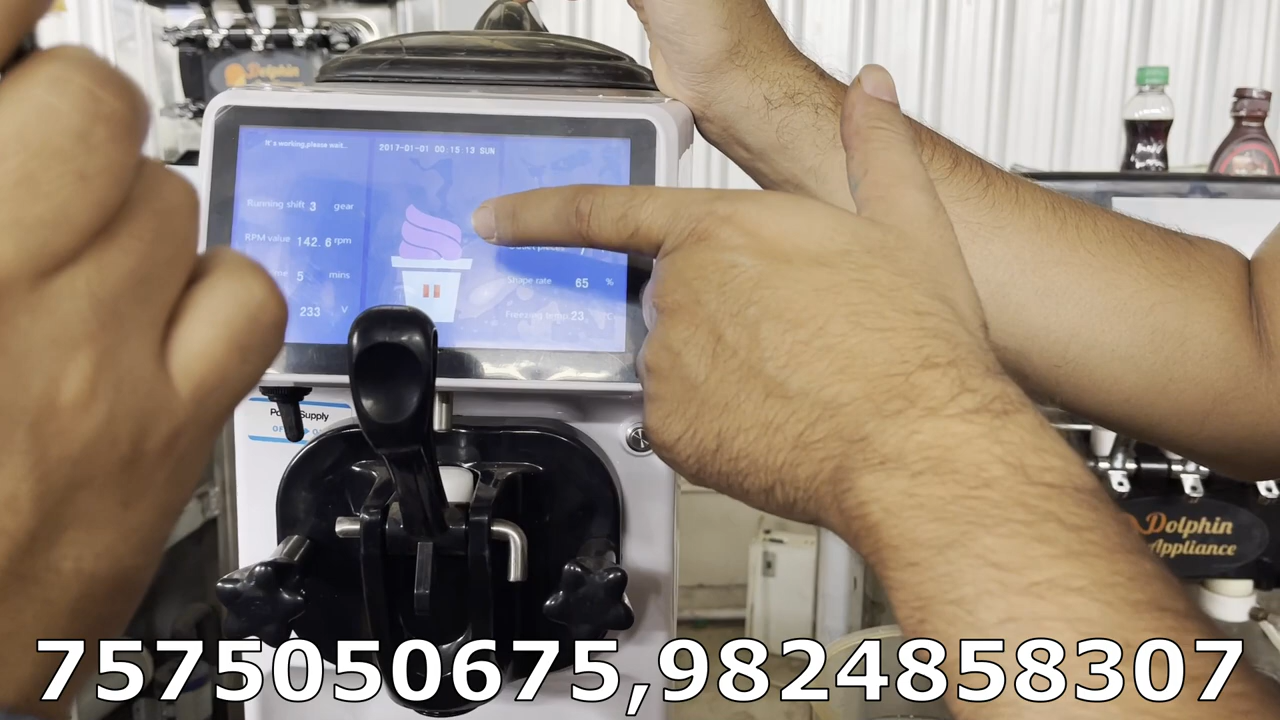 Dolphin
It's working,please wait..
2017-01-01 00:15:13 SUN
Running shift 3 gear
RPM value 142.6 rpm
5 mins
Shape rate 65 %
233 V
Freezing temp 23 °C
Supply
Dolphin
Appliance
7575050675,9824858307